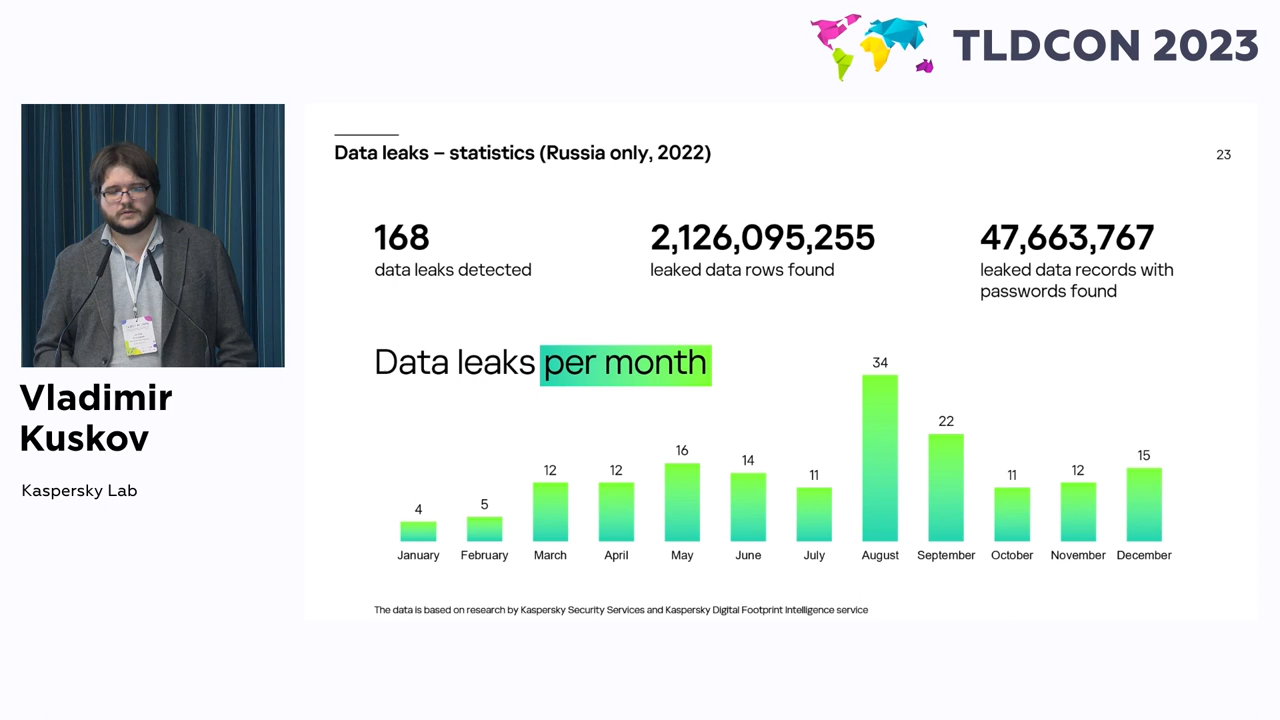 TLDCON 2023
Data leaks – statistics (Russia only, 2022)
23
168
data leaks detected
2,126,095,255
leaked data rows found
47,663,767
leaked data records with
passwords found
Data leaks per month
4
5
12
12
16
14
11
34
22
11
12
15
January
February
March
April
May
June
July
August
September
October
November
December
The data is based on research by Kaspersky Security Services and Kaspersky Digital Footprint Intelligence service
Vladimir
Kuskov
Kaspersky Lab